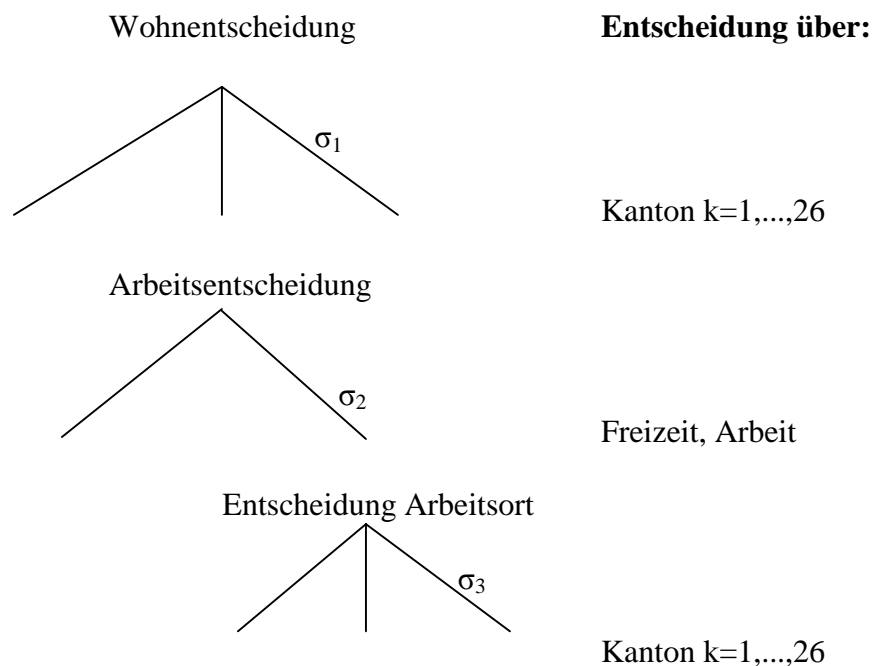 Wohnentscheidung
Entscheidung über:
σ₁
Kanton k=1,...,26
Arbeitsentscheidung
σ₂
Freizeit, Arbeit
Entscheidung Arbeitsort
σ₃
Kanton k=1,...,26